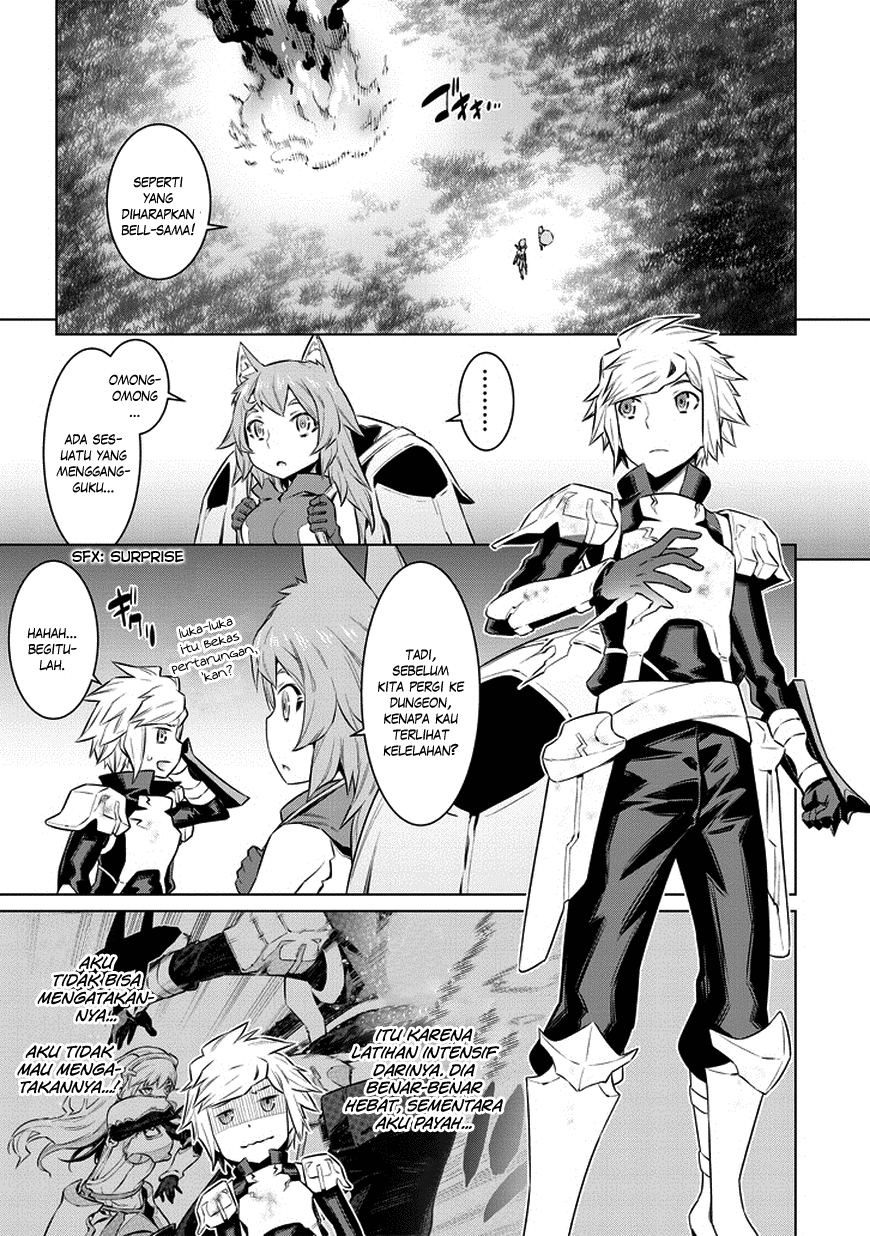 ゴォォ…
SEPERTI
YANG
DIHARAPKAN
BELL-SAMA!
........
OMONG-
OMONG
...
ADA SES-
UATU YANG
MENGGANG-
GUKU...
SFX: SURPRISE
TADI,
SEBELUM
KITA PERGI KE
DUNGEON,
KENAPA KAU
TERLIHAT
KELELAHAN?
luka-luka
itu bekas
pertarungan,
kan?
ギクッ
HAHAH...
BEGITU-
LAH.
ITU KARENA
LATIHAN INTENSIF
DARINYA. DIA
BENAR-BENAR
HEBAT, SEMENTARA
AKU PAYAH...
AKU
TIDAK BISA
MENGATAKAN-
NYA...
AKU TIDAK
MAU MENGA-
TAKANNYA...!